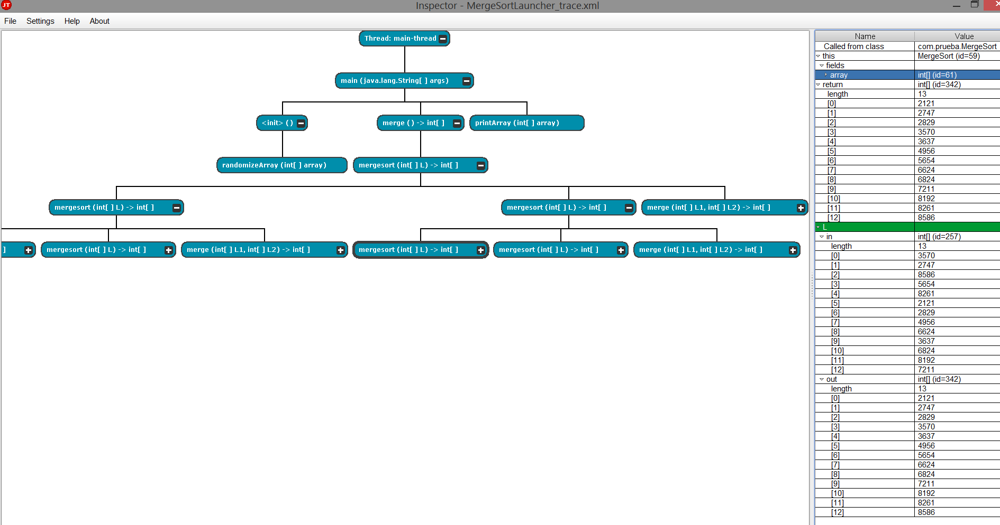 JT
Inspector - MergeSortLauncher_trace.xml
File Settings Help About
Thread: main-thread
main (java.lang.String[ ] args)
<init> ()
merge () -> int[ ]
printArray (int[ ] array)
randomizeArray (int[ ] array)
mergesort (int[ ] L) -> int[ ]
mergesort (int[ ] L) -> int[ ]
mergesort (int[ ] L) -> int[ ]
merge (int[ ] L1, int[ ] L2) -> int[ ]
]
mergesort (int[ ] L) -> int[ ]
merge (int[ ] L1, int[ ] L2) -> int[ ]
mergesort (int[ ] L) -> int[ ]
mergesort (int[ ] L) -> int[ ]
merge (int[ ] L1, int[ ] L2) -> int[ ]
Name Value
Called from class com.prueba.MergeSort
this MergeSort (id=59)
fields
array int[] (id=61)
return int[] (id=342)
length 13
[0] 2121
[1] 2747
[2] 2829
[3] 3570
[4] 3637
[5] 4956
[6] 5654
[7] 6624
[8] 6824
[9] 7211
[10] 8192
[11] 8261
[12] 8586
L
in int[] (id=257)
length 13
[0] 3570
[1] 2747
[2] 8586
[3] 5654
[4] 8261
[5] 2121
[6] 2829
[7] 4956
[8] 6624
[9] 3637
[10] 6824
[11] 8192
[12] 7211
out int[] (id=342)
length 13
[0] 2121
[1] 2747
[2] 2829
[3] 3570
[4] 3637
[5] 4956
[6] 5654
[7] 6624
[8] 6824
[9] 7211
[10] 8192
[11] 8261
[12] 8586